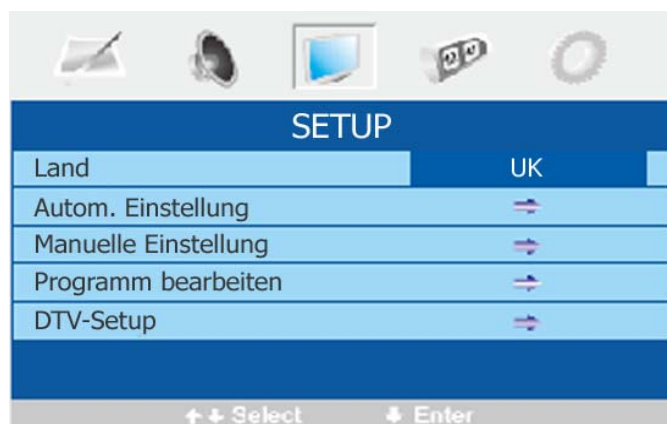 SETUP
Land UK
Autom. Einstellung
Manuelle Einstellung
Programm bearbeiten
DTV-Setup
Select Enter